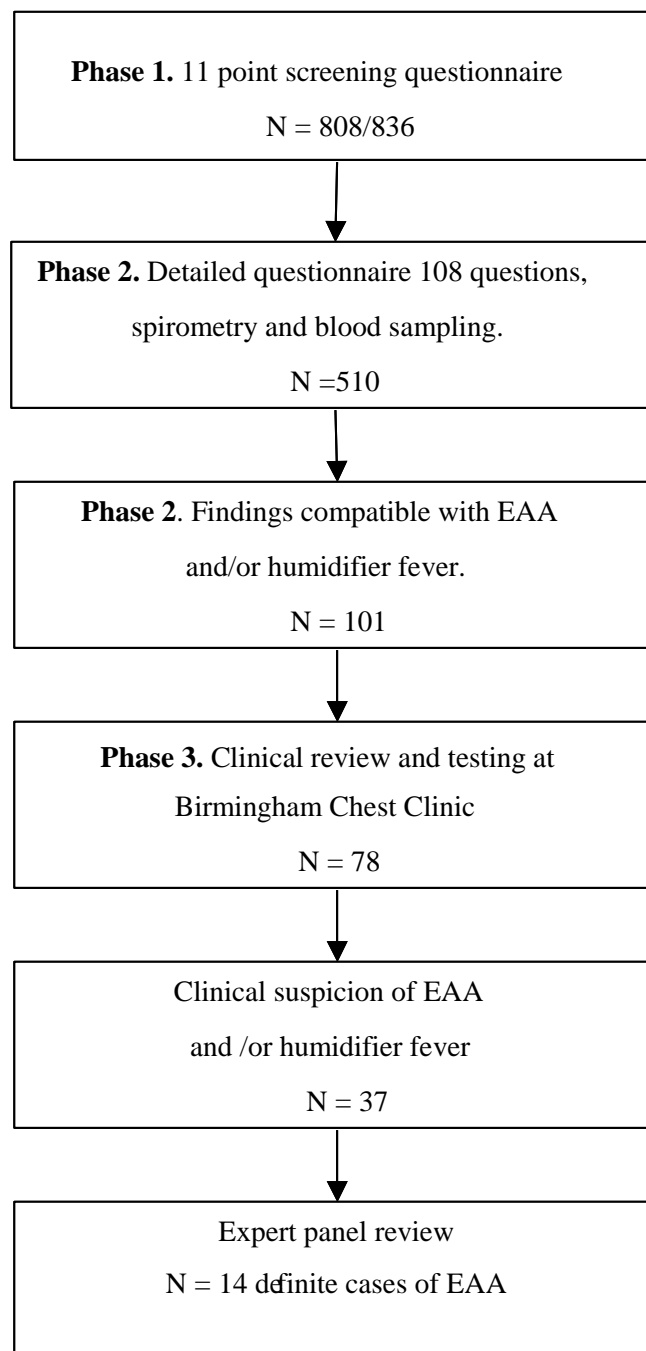 Phase 1. 11 point screening questionnaire
N = 808/836
Phase 2. Detailed questionnaire 108 questions,
spirometry and blood sampling.
N =510
Phase 2. Findings compatible with EAA
and/or humidifier fever.
N = 101
Phase 3. Clinical review and testing at
Birmingham Chest Clinic
N = 78
Clinical suspicion of EAA
and /or humidifier fever
N = 37
Expert panel review
N = 14 definite cases of EAA